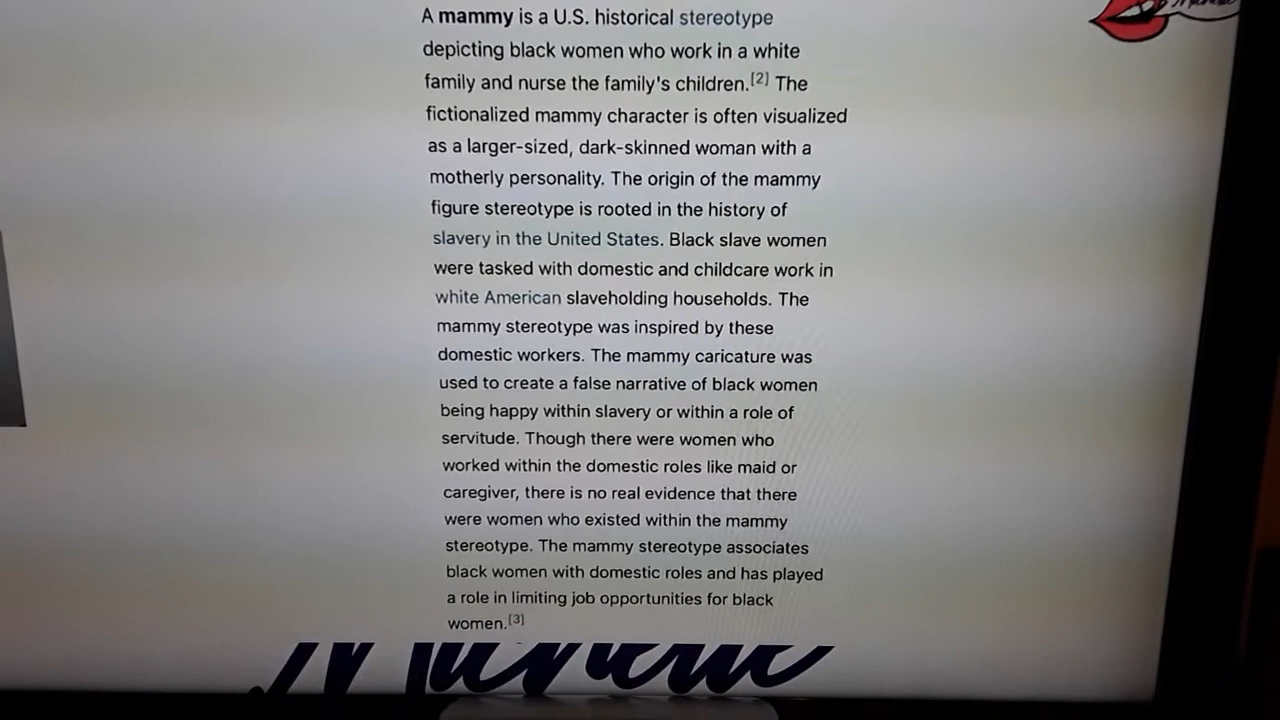 A mammy is a U.S. historical stereotype
depicting black women who work in a white
family and nurse the family's children.[2] The
fictionalized mammy character is often visualized
as a larger-sized, dark-skinned woman with a
motherly personality. The origin of the mammy
figure stereotype is rooted in the history of
slavery in the United States. Black slave women
were tasked with domestic and childcare work in
white American slaveholding households. The
mammy stereotype was inspired by these
domestic workers. The mammy caricature was
used to create a false narrative of black women
being happy within slavery or within a role of
servitude. Though there were women who
worked within the domestic roles like maid or
caregiver, there is no real evidence that there
were women who existed within the mammy
stereotype. The mammy stereotype associates
black women with domestic roles and has played
a role in limiting job opportunities for black
women.[3]